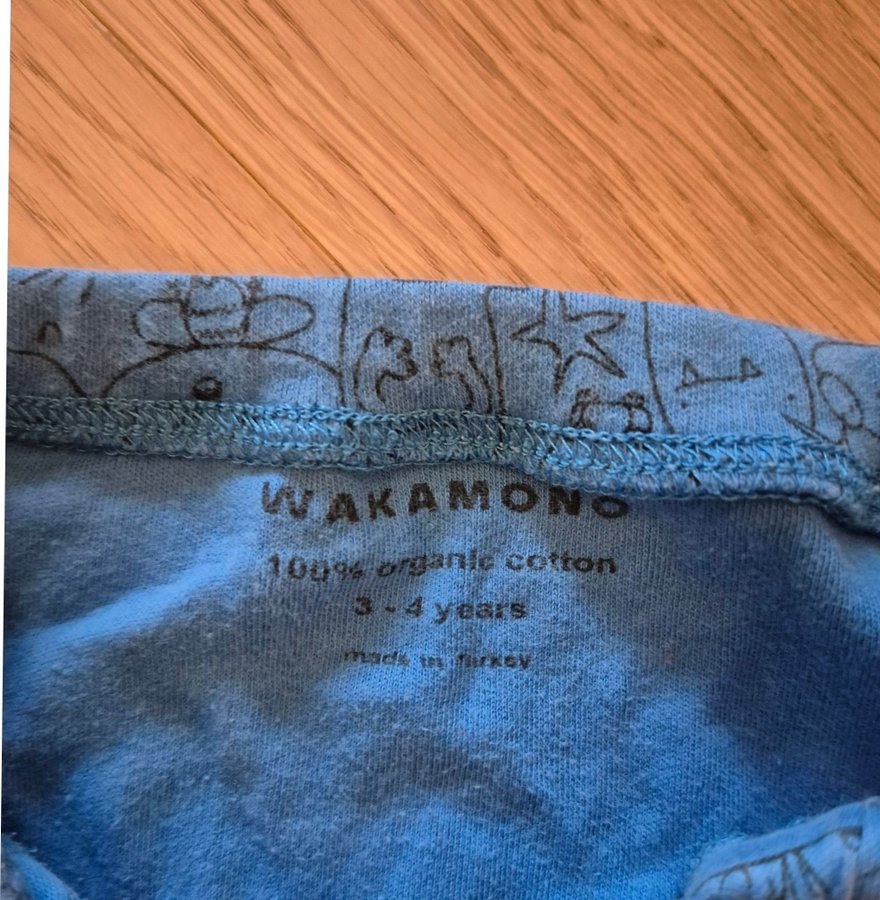 WAKAMONO
100% organic cotton
3 - 4 years
made in Turkey